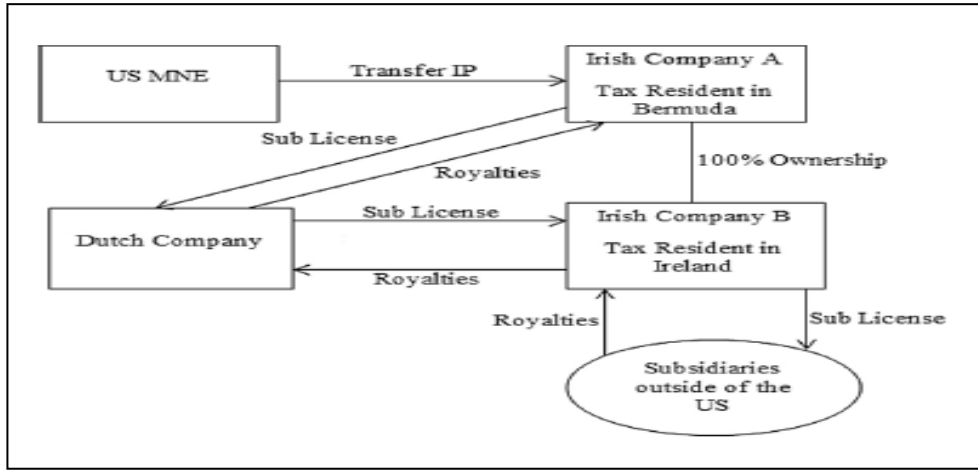 US MNE
Transfer IP
Irish Company A
Tax Resident in
Bermuda
Sub License
Royalties
100% Ownership
Dutch Company
Sub License
Royalties
Irish Company B
Tax Resident in
Ireland
Royalties
Sub License
Subsidiaries
outside of the
US